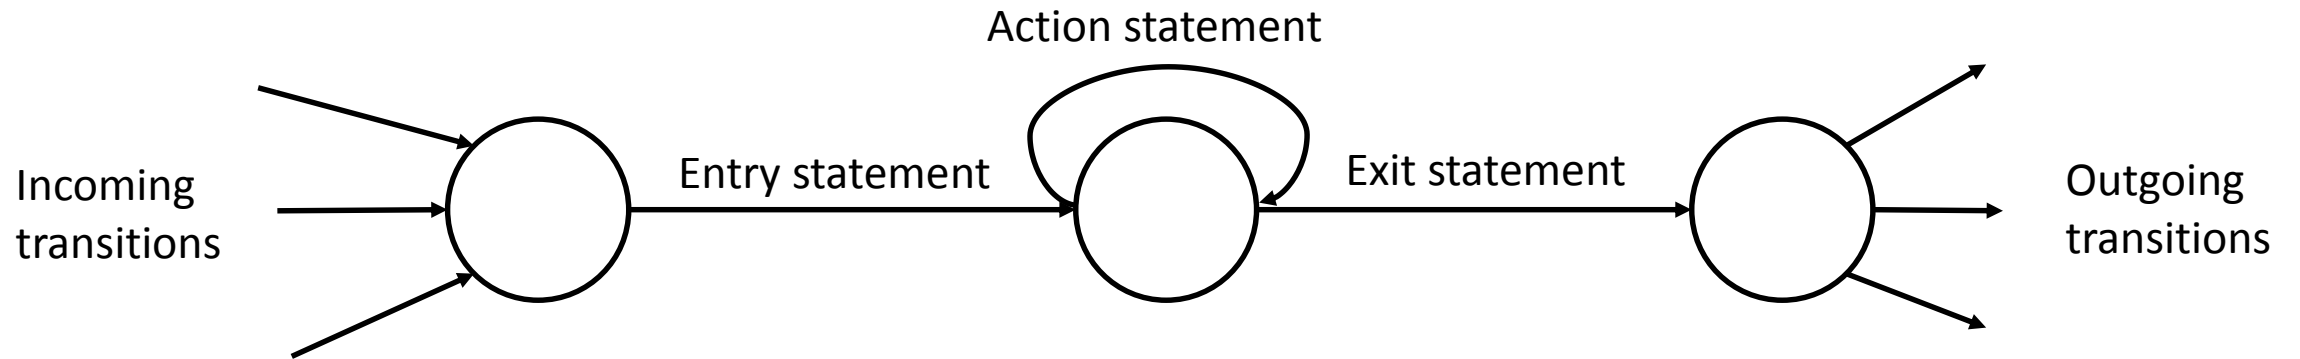 Action statement
Incoming
transitions
Entry statement
Exit statement
Outgoing
transitions